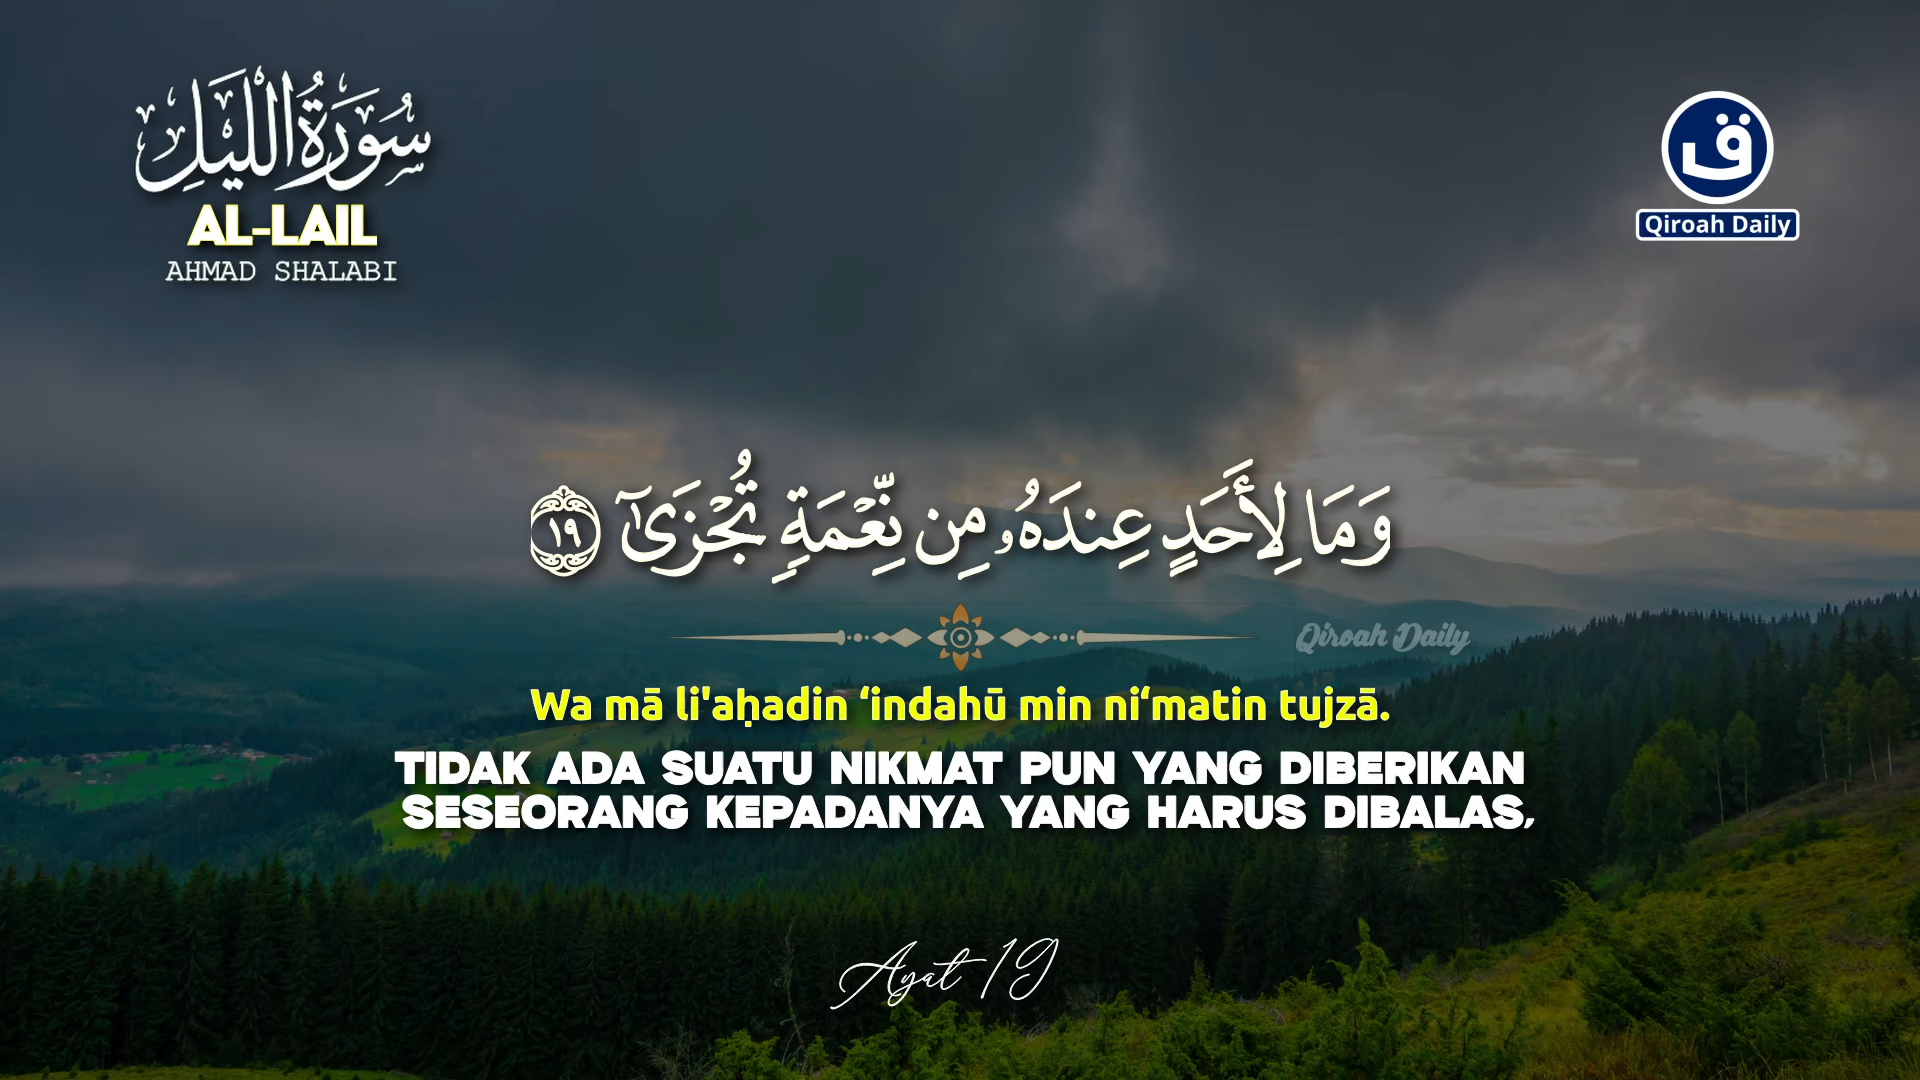 سُورَةُ اللَّيْلِ
AL-LAIL
AHMAD SHALABI
ق
Qiroah Daily
وَمَا لِأَحَدٍ عِندَهُۥ مِن نِّعْمَةٍ تُجْزَىٰٓ ١٩
Qiroah Daily
Wa mā li'aḥadin ‘indahū min ni‘matin tujzā.
TIDAK ADA SUATU NIKMAT PUN YANG DIBERIKAN
SESEORANG KEPADANYA YANG HARUS DIBALAS,
Ayat 19